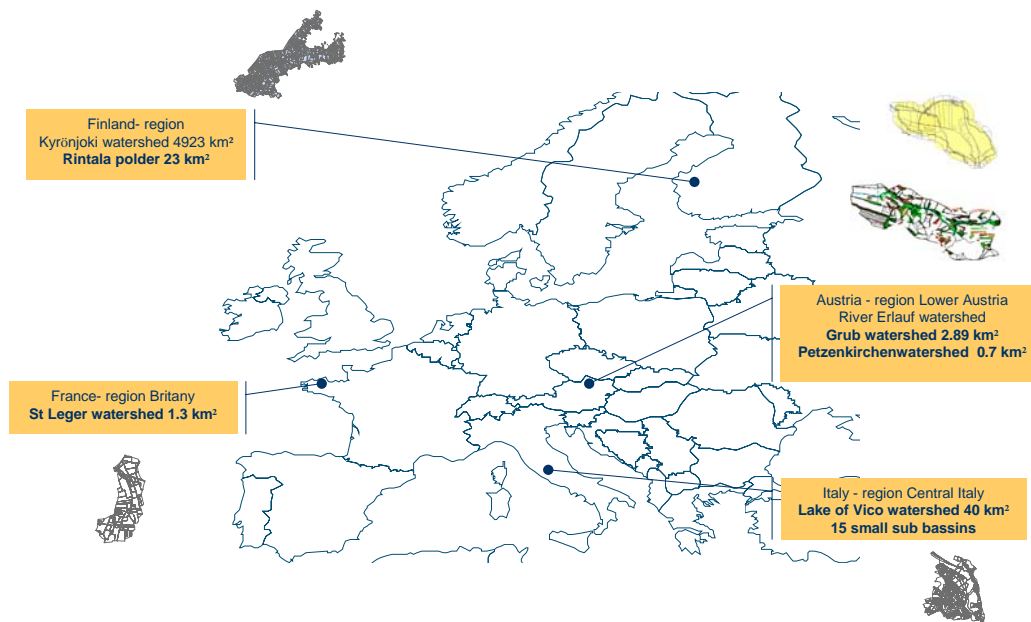 Finland- region
Kyrönjoki watershed 4923 km²
Rintala polder 23 km²
Austria - region Lower Austria
River Erlauf watershed
Grub watershed 2.89 km²
Petzenkirchenwatershed 0.7 km²
France- region Britany
St Leger watershed 1.3 km²
Italy - region Central Italy
Lake of Vico watershed 40 km²
15 small sub bassins